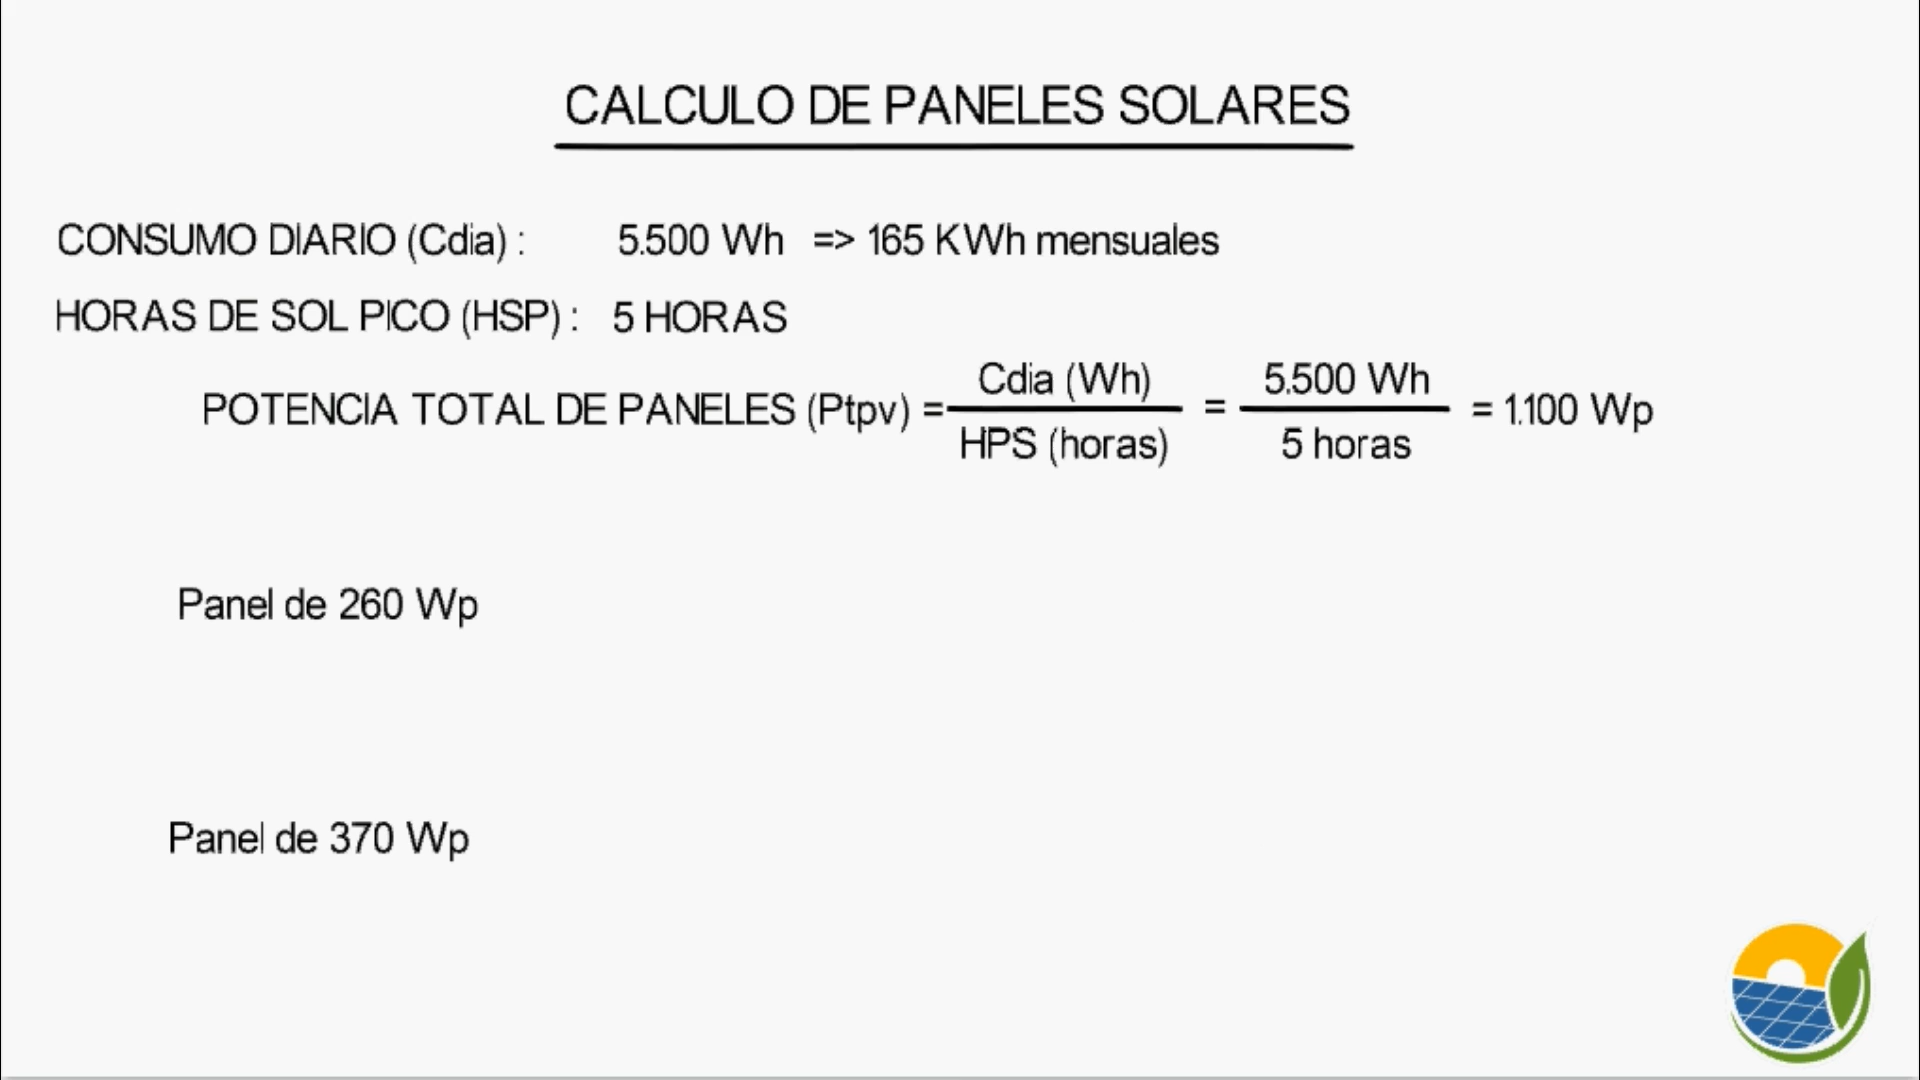 CALCULO DE PANELES SOLARES
CONSUMO DIARIO (Cdia) : 5.500 Wh => 165 KWh mensuales
HORAS DE SOL PICO (HSP) : 5 HORAS
POTENCIA TOTAL DE PANELES (Ptpv) = Cdia (Wh) / HPS (horas) = 5.500 Wh / 5 horas = 1.100 Wp
Panel de 260 Wp
Panel de 370 Wp